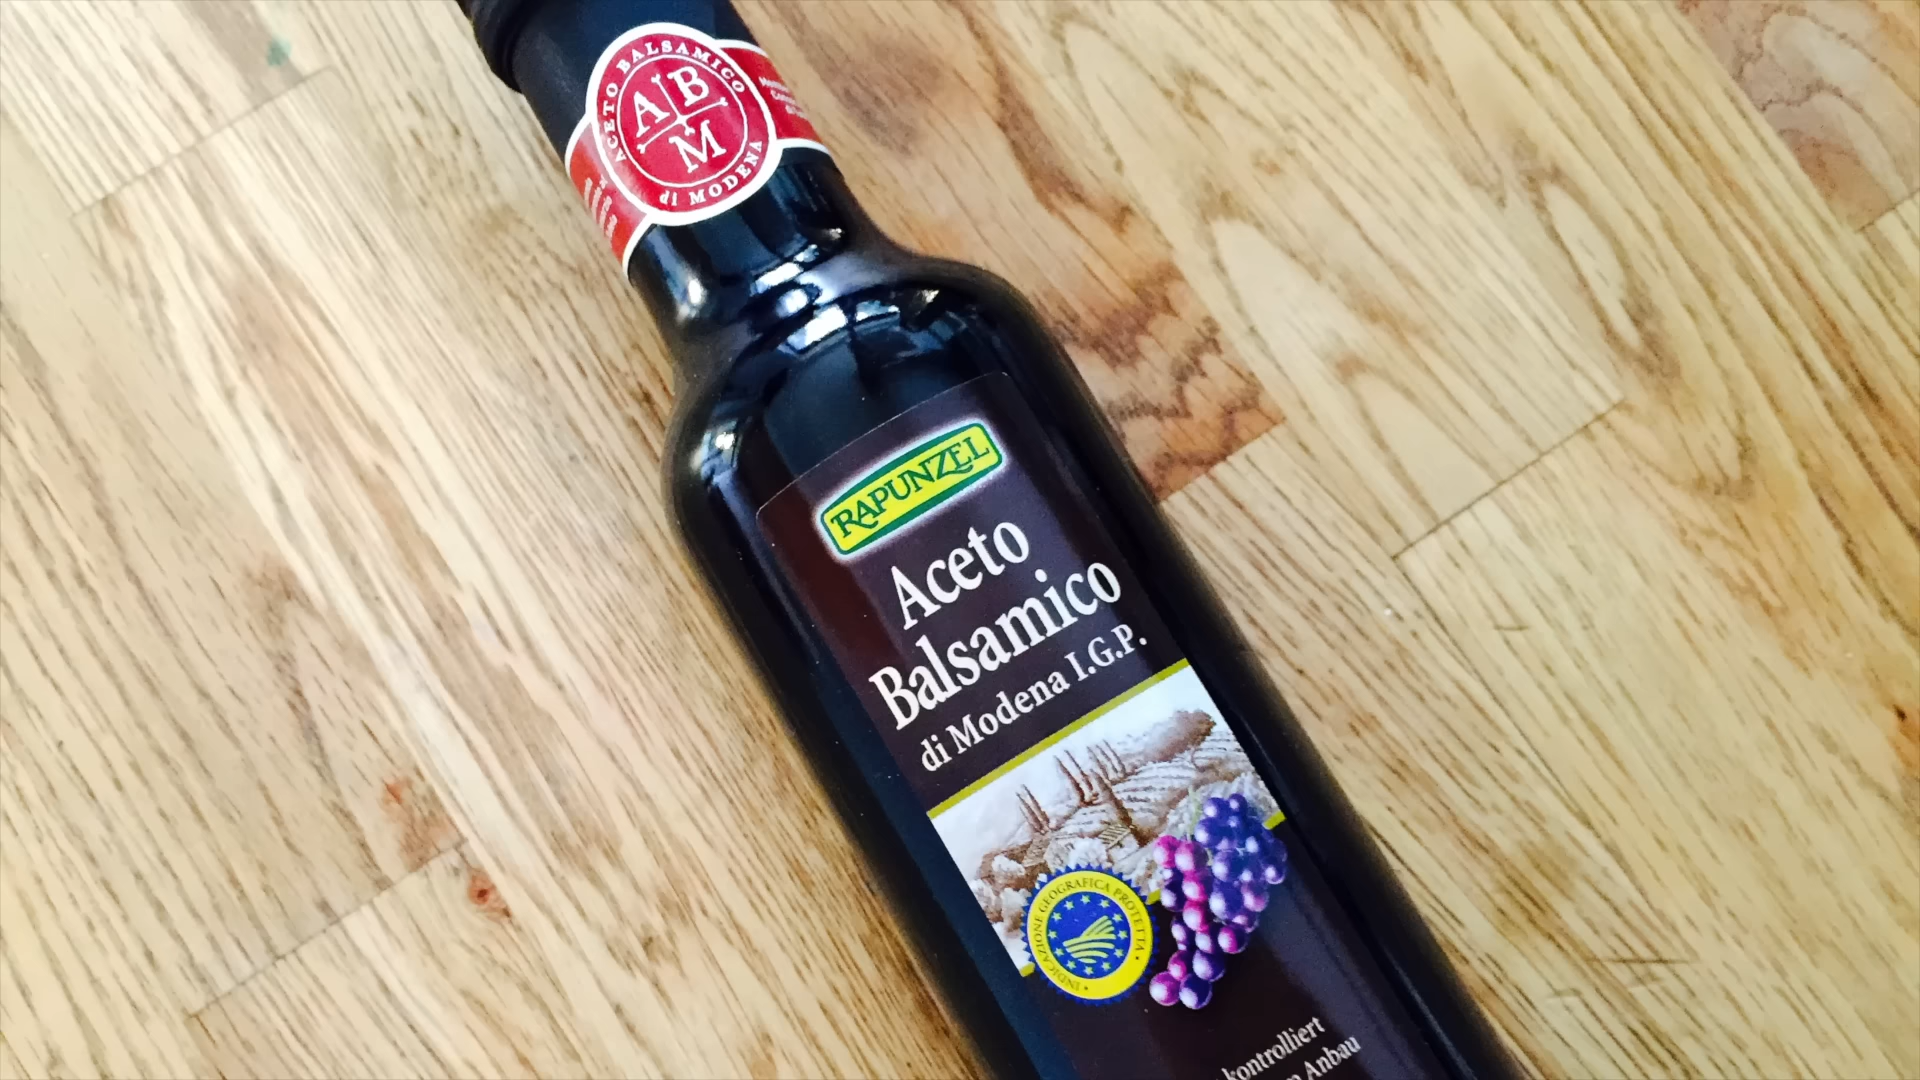 ACETO BALSAMICO
A B
M
di MODENA
RAPUNZEL
Aceto
Balsamico
di Modena I.G.P.
INDICAZIONE GEOGRAFICA PROTETTA
kontrolliert
Anbau